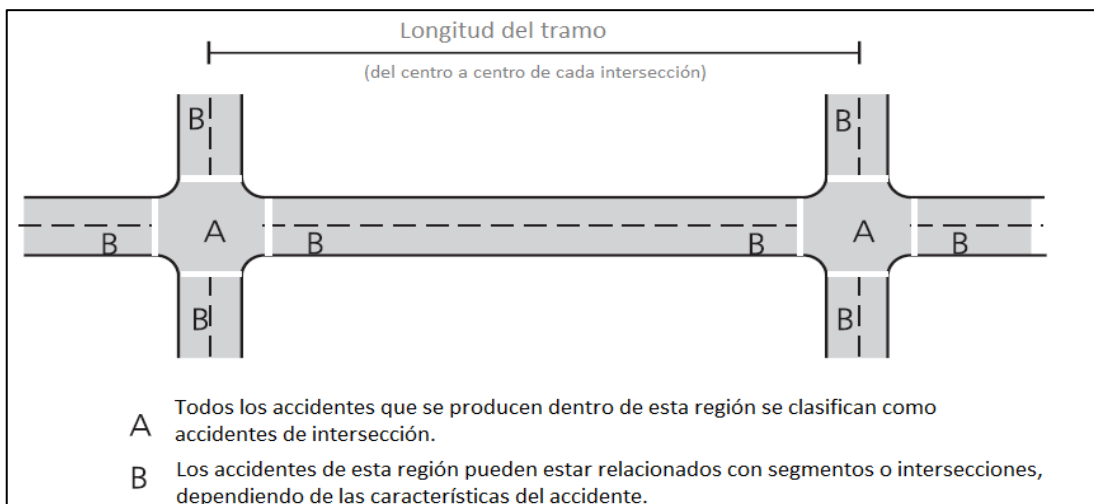 Longitud del tramo
(del centro a centro de cada intersección)
B B
A A
B B B B
B B
A Todos los accidentes que se producen dentro de esta región se clasifican como
accidentes de intersección.
B Los accidentes de esta región pueden estar relacionados con segmentos o intersecciones,
dependiendo de las características del accidente.